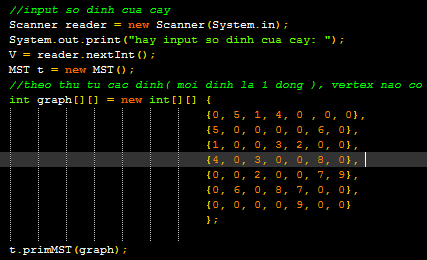 //input so dinh cua cay
Scanner reader = new Scanner(System.in);
System.out.print("hay input so dinh cua cay: ");
V = reader.nextInt();
MST t = new MST();
//theo thu tu cac dinh( moi dinh la 1 dong ), vertex nao co
int graph[][] = new int[][] {
{0, 5, 1, 4, 0 , 0, 0},
{5, 0, 0, 0, 0, 6, 0},
{1, 0, 0, 3, 2, 0, 0},
{4, 0, 3, 0, 0, 8, 0},
{0, 0, 2, 0, 0, 7, 9},
{0, 6, 0, 8, 7, 0, 0},
{0, 0, 0, 0, 9, 0, 0}
};
t.primMST(graph);